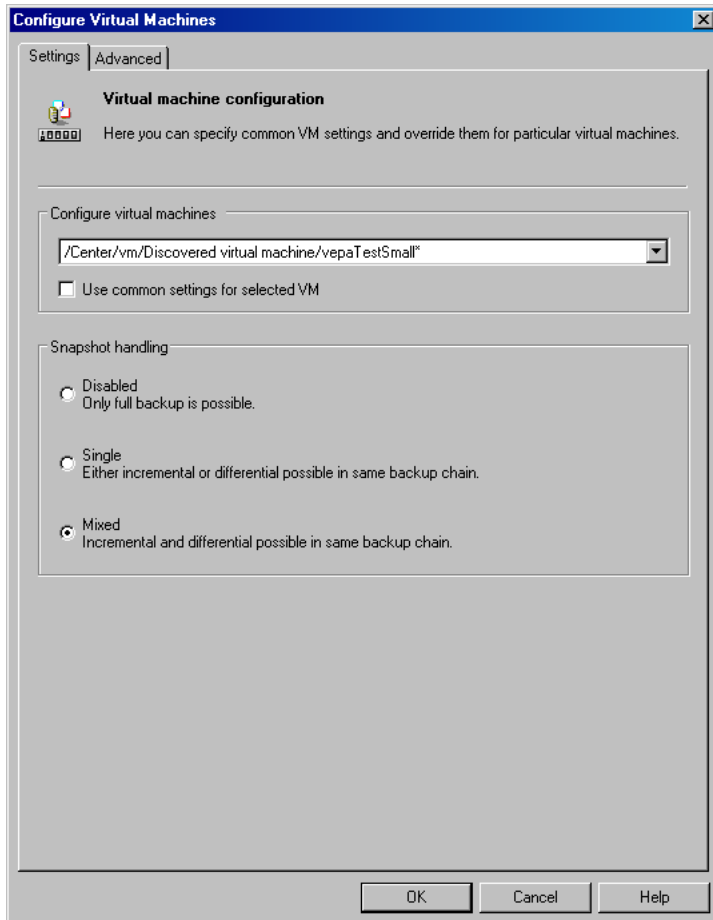 Configure Virtual Machines
Settings
Advanced
Virtual machine configuration
Here you can specify common VM settings and override them for particular virtual machines.
Configure virtual machines
/Center/vm/Discovered virtual machine/vepaTestSmall*
Use common settings for selected VM
Snapshot handling
Disabled
Only full backup is possible.
Single
Either incremental or differential possible in same backup chain.
Mixed
Incremental and differential possible in same backup chain.
OK
Cancel
Help